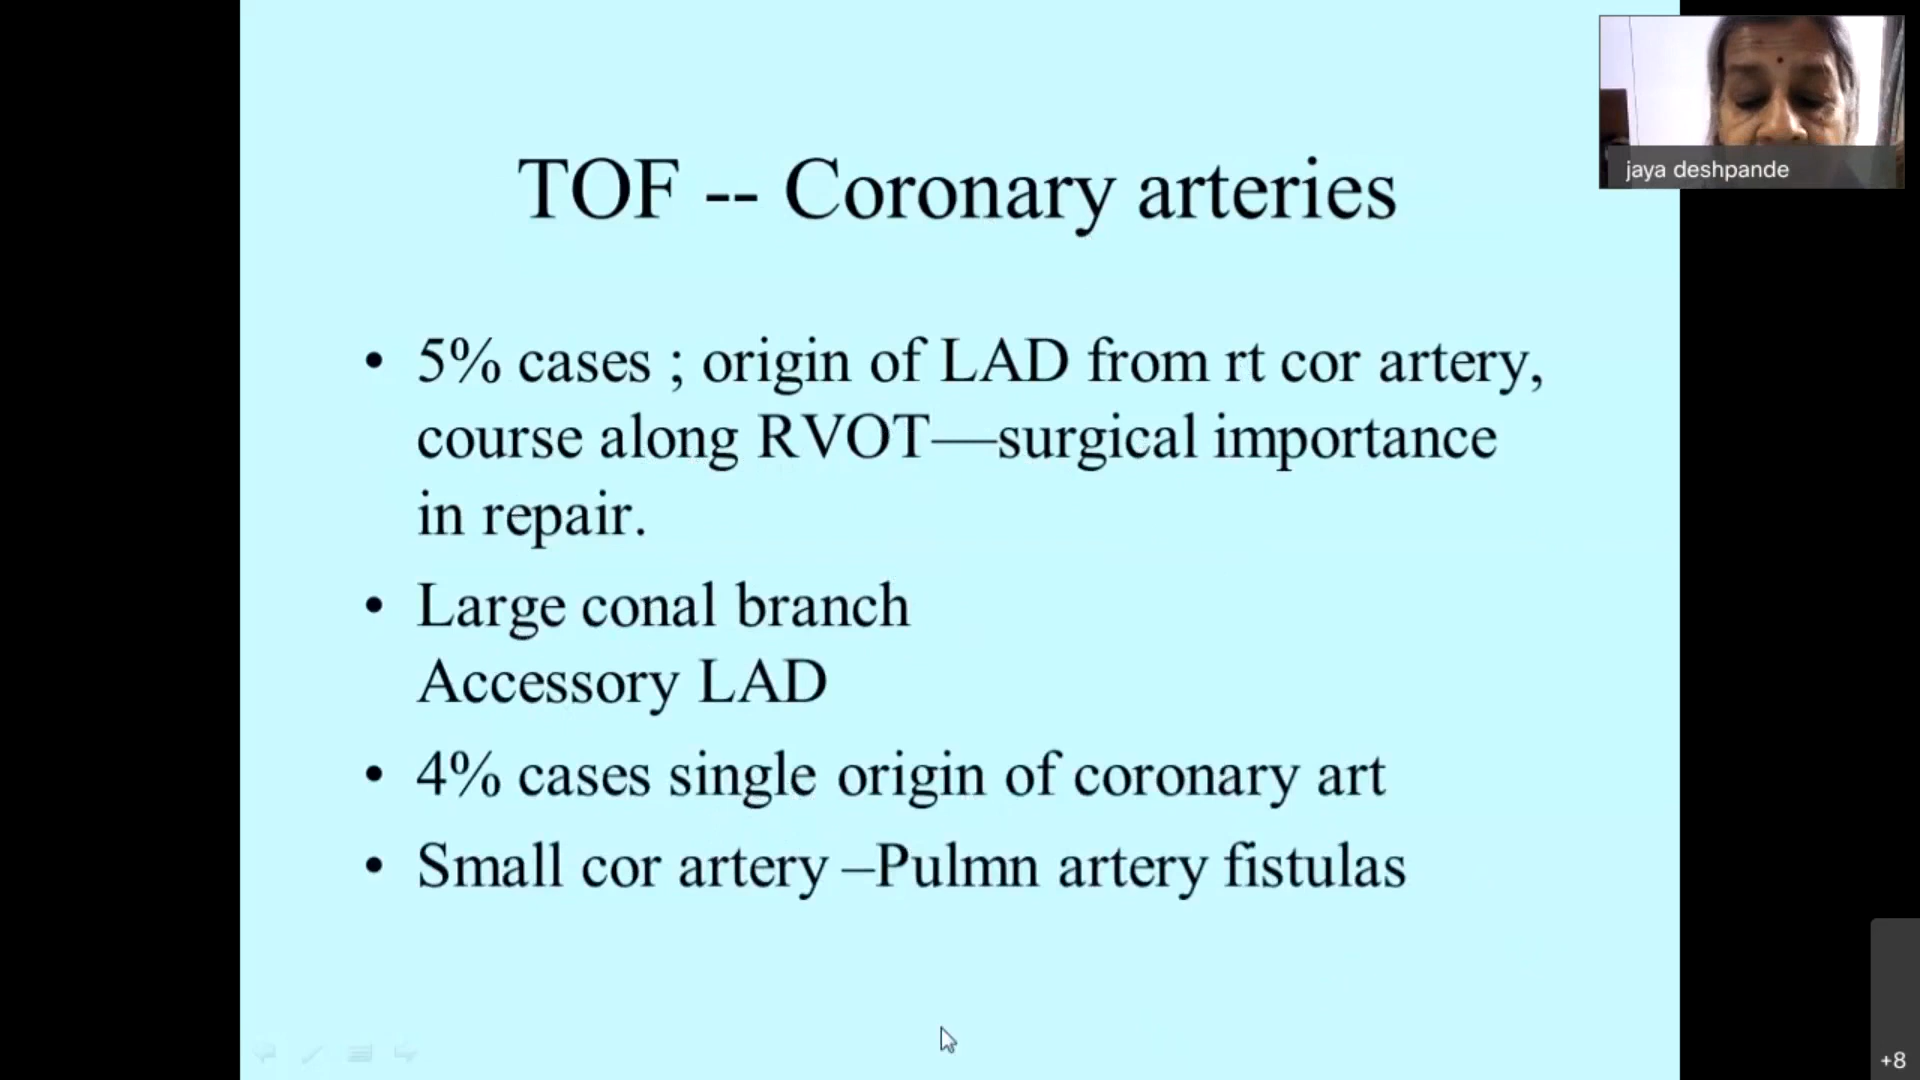 TOF -- Coronary arteries
• 5% cases ; origin of LAD from rt cor artery,
course along RVOT—surgical importance
in repair.
• Large conal branch
Accessory LAD
• 4% cases single origin of coronary art
• Small cor artery –Pulmn artery fistulas
jaya deshpande
+8